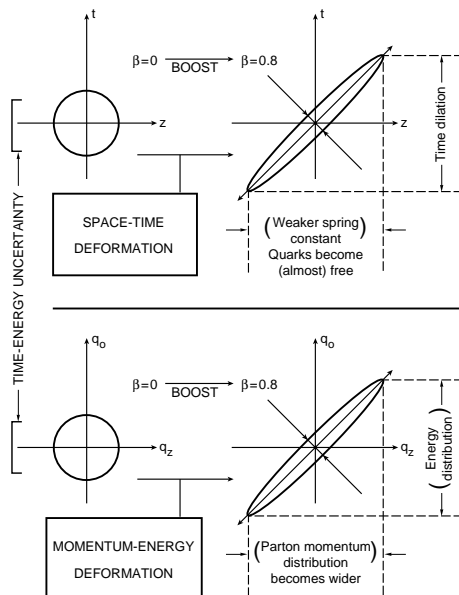 t
t
β=0
BOOST
β=0.8
z
z
Time dilation
SPACE-TIME
DEFORMATION
(Weaker spring)
constant
Quarks become
(almost) free
TIME-ENERGY UNCERTAINTY
q₀
q₀
β=0
BOOST
β=0.8
q_z
q_z
(Energy
distribution)
MOMENTUM-ENERGY
DEFORMATION
(Parton momentum)
distribution
becomes wider